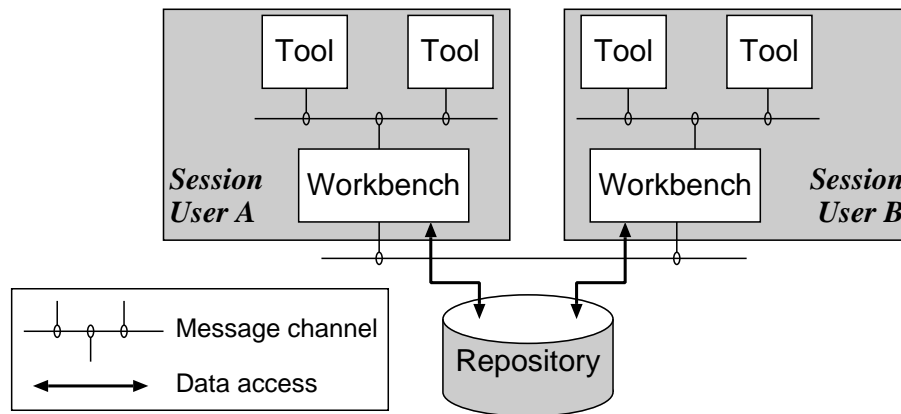 Tool
Tool
Tool
Tool
Session
User A
Workbench
Workbench
Session
User B
Message channel
Data access
Repository